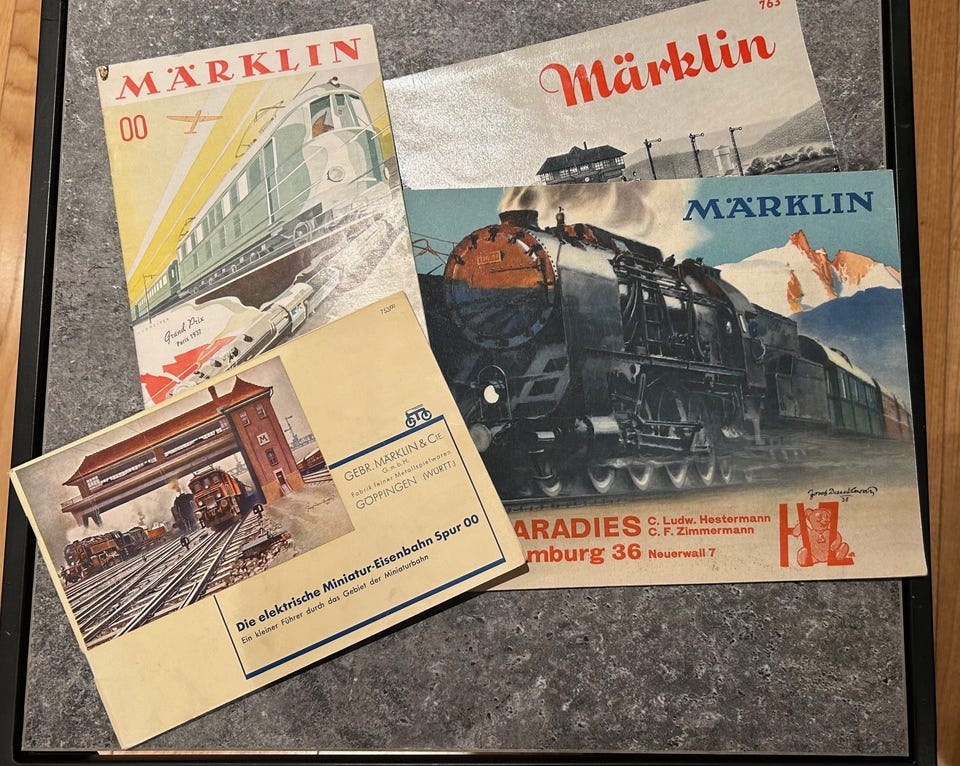 MÄRKLIN
00
Grand Prix
Paris 1937
763
Märklin
MÄRKLIN
ARADIES
mburg 36
C. Ludw. Hestermann
C. F. Zimmermann
Neuerwall 7
HZ
75300
M
GEBR. MÄRKLIN & CIE.
G.m.b.H.
Fabrik feiner Metallspielwaren
GÖPPINGEN (WÜRTT.)
Die elektrische Miniatur-Eisenbahn Spur 00
Ein kleiner Führer durch das Gebiet der Miniaturbahn